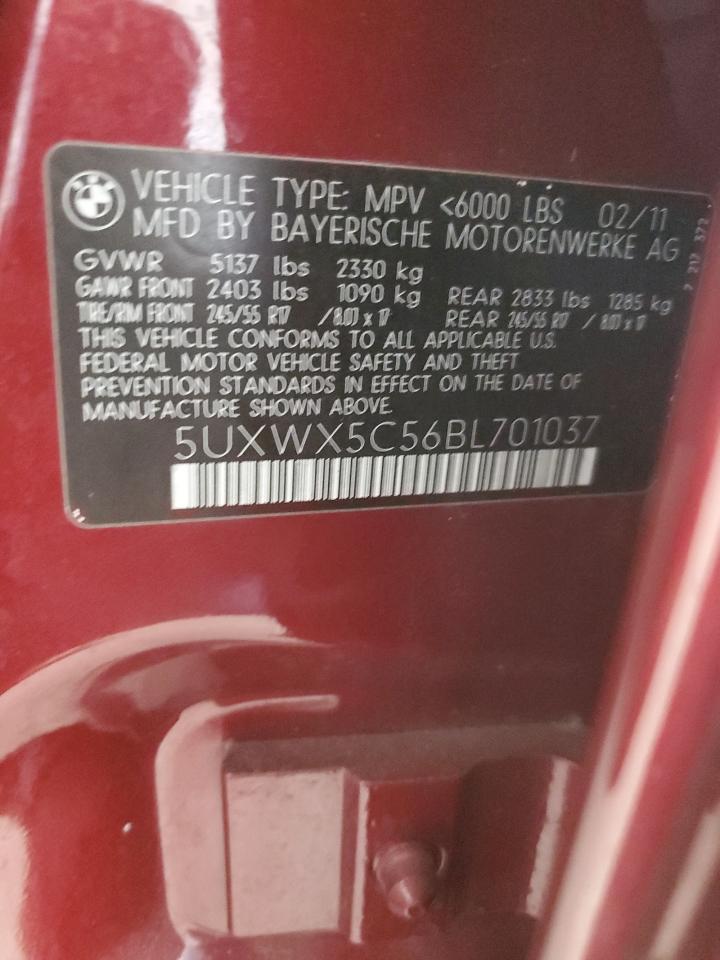 VEHICLE TYPE: MPV <6000 LBS 02/11
MFD BY BAYERISCHE MOTORENWERKE AG
GVWR 5137 lbs 2330 kg
GAWR FRONT 2403 lbs 1090 kg REAR 2833 lbs 1285 kg
TIRE/RIM FRONT 245/55 R17 /8.0J x 17 REAR 245/55 R17 / 8.0J x 17
THIS VEHICLE CONFORMS TO ALL APPLICABLE U.S.
FEDERAL MOTOR VEHICLE SAFETY AND THEFT
PREVENTION STANDARDS IN EFFECT ON THE DATE OF
MANUFACTURE SHOWN ABOVE.
5UXWX5C56BL701037
7 217 372